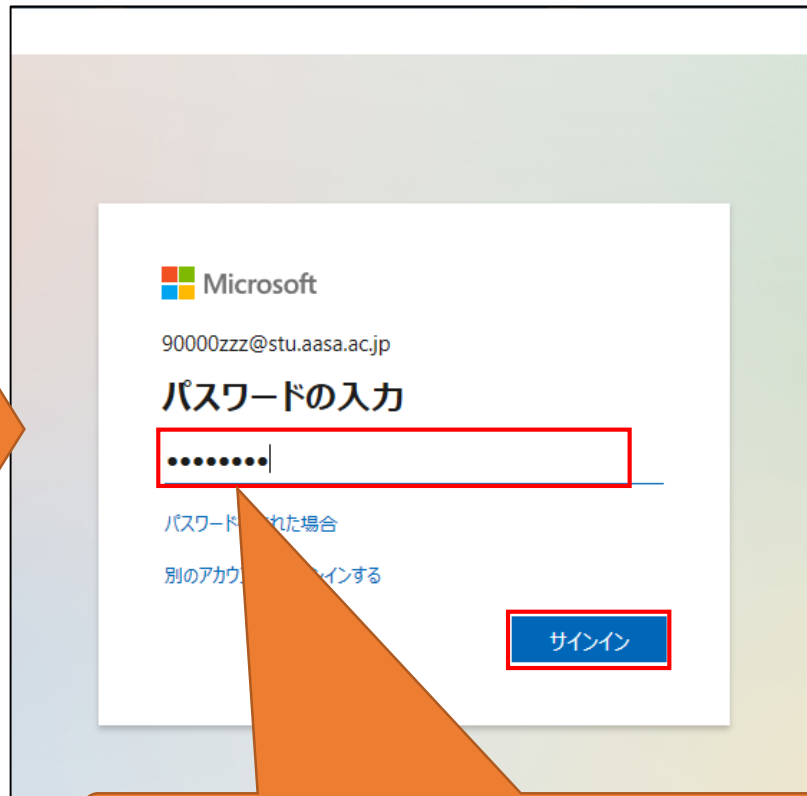 Microsoft
90000zzz@stu.aasa.ac.jp
パスワードの入力
••••••••
パスワード れた場合
別のアカウ インする
サインイン